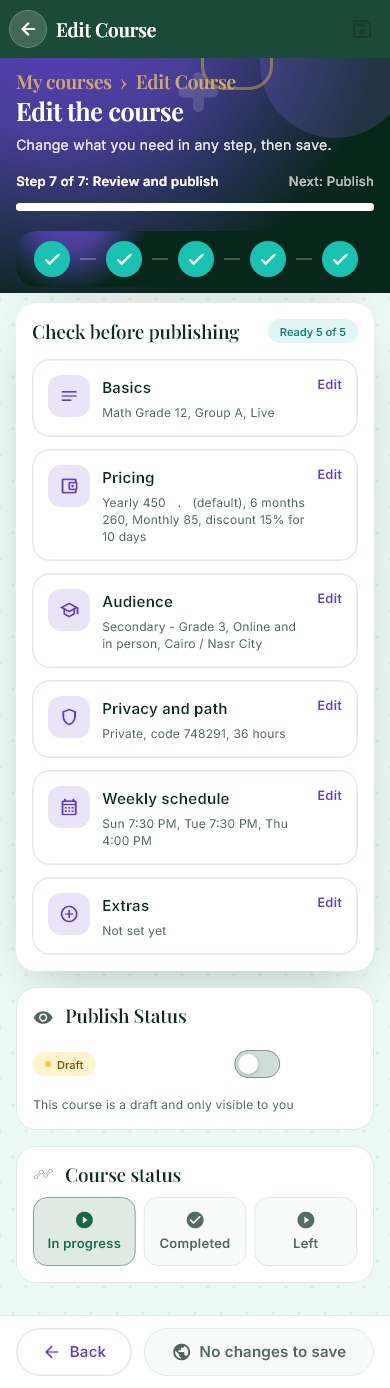 Edit Course
My courses › Edit Course
Edit the course
Change what you need in any step, then save.
Step 7 of 7: Review and publish
Next: Publish
Check before publishing
Ready 5 of 5
Basics
Edit
Math Grade 12, Group A, Live
Pricing
Edit
Yearly 450 . (default), 6 months
260, Monthly 85, discount 15% for
10 days
Audience
Edit
Secondary - Grade 3, Online and
in person, Cairo / Nasr City
Privacy and path
Edit
Private, code 748291, 36 hours
Weekly schedule
Edit
Sun 7:30 PM, Tue 7:30 PM, Thu
4:00 PM
Extras
Edit
Not set yet
Publish Status
Draft
This course is a draft and only visible to you
Course status
In progress
Completed
Left
Back
No changes to save